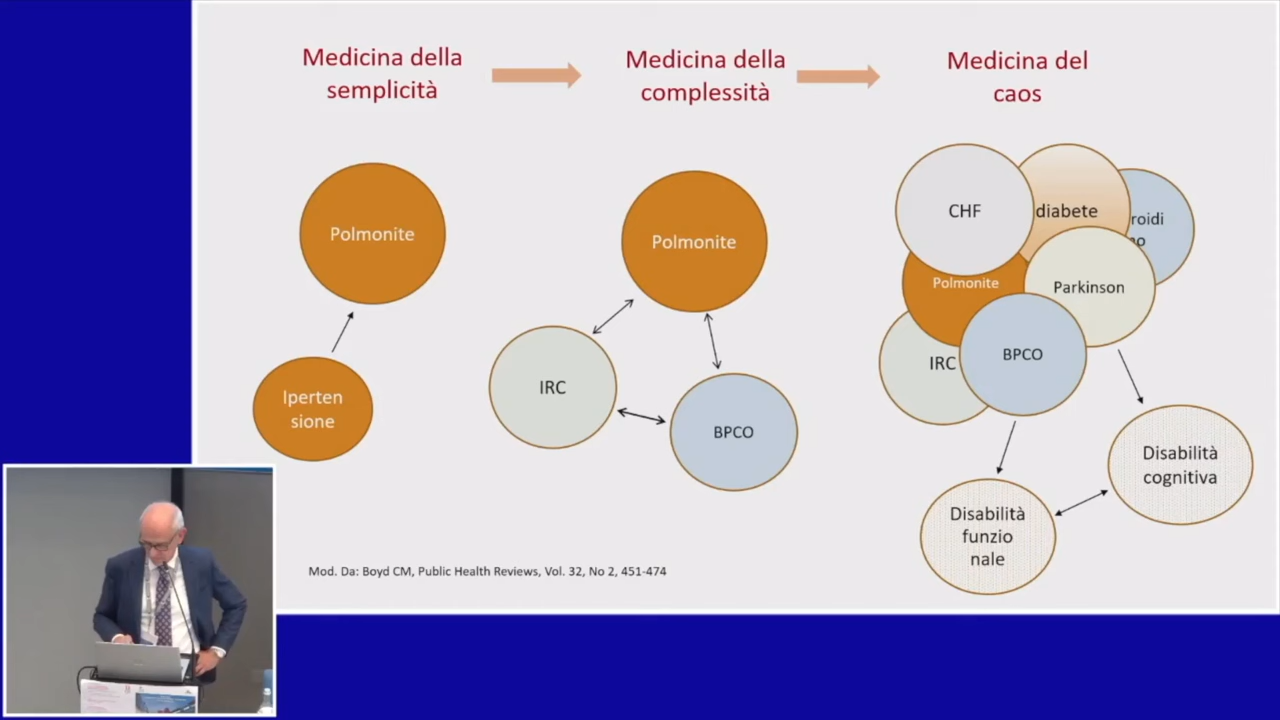 Medicina della
semplicità
Medicina della
complessità
Medicina del
caos
Polmonite
Iperten
sione
Polmonite
IRC
BPCO
CHF
diabete
roidi
Polmonite
Parkinson
IRC
BPCO
Disabilità
cognitiva
Disabilità
funzio
nale
Mod. Da: Boyd CM, Public Health Reviews, Vol. 32, No 2, 451-474